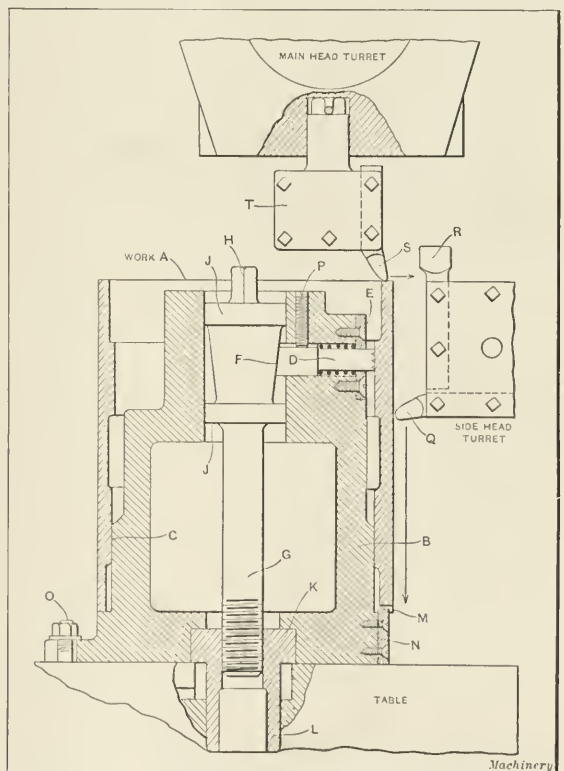 MAIN HEAD TURRET
T
S
R
H
J
P
WORK A
E
F
D
Q
SIDE HEAD
TURRET
J
C
B
G
O
K
M
N
TABLE
L
Machinery